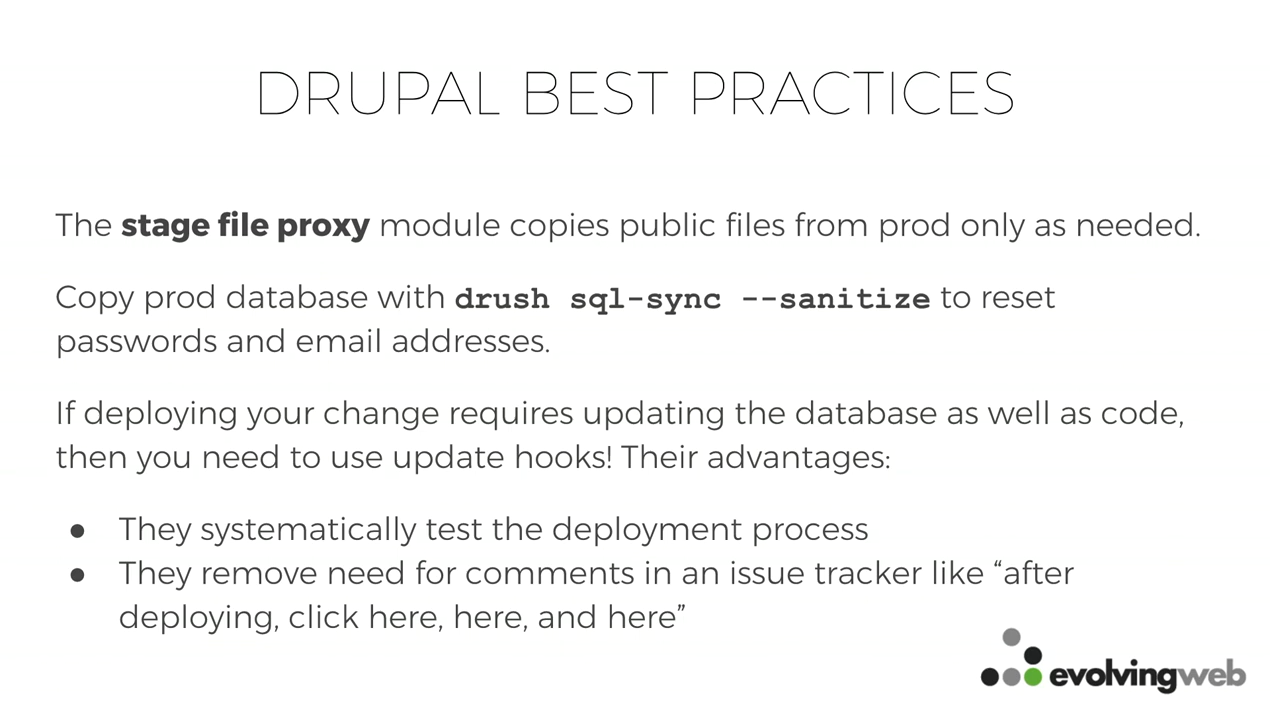 DRUPAL BEST PRACTICES
The stage file proxy module copies public files from prod only as needed.
Copy prod database with drush sql-sync --sanitize to reset
passwords and email addresses.
If deploying your change requires updating the database as well as code,
then you need to use update hooks! Their advantages:
● They systematically test the deployment process
● They remove need for comments in an issue tracker like “after
deploying, click here, here, and here”
evolvingweb